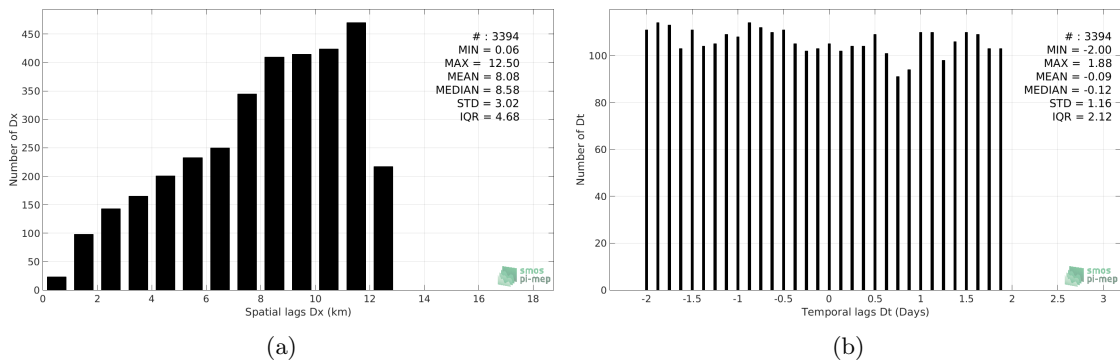 450
400
350
300
250
200
150
100
50
0
Number of Dx
# : 3394
MIN = 0.06
MAX = 12.50
MEAN = 8.08
MEDIAN = 8.58
STD = 3.02
IQR = 4.68
smos
pi-mep
0 2 4 6 8 10 12 14 16 18
Spatial lags Dx (km)
(a)
100
80
60
40
20
0
Number of Dt
# : 3394
MIN = -2.00
MAX = 1.88
MEAN = -0.09
MEDIAN = -0.12
STD = 1.16
IQR = 2.12
smos
pi-mep
-2 -1.5 -1 -0.5 0 0.5 1 1.5 2 2.5 3
Temporal lags Dt (Days)
(b)